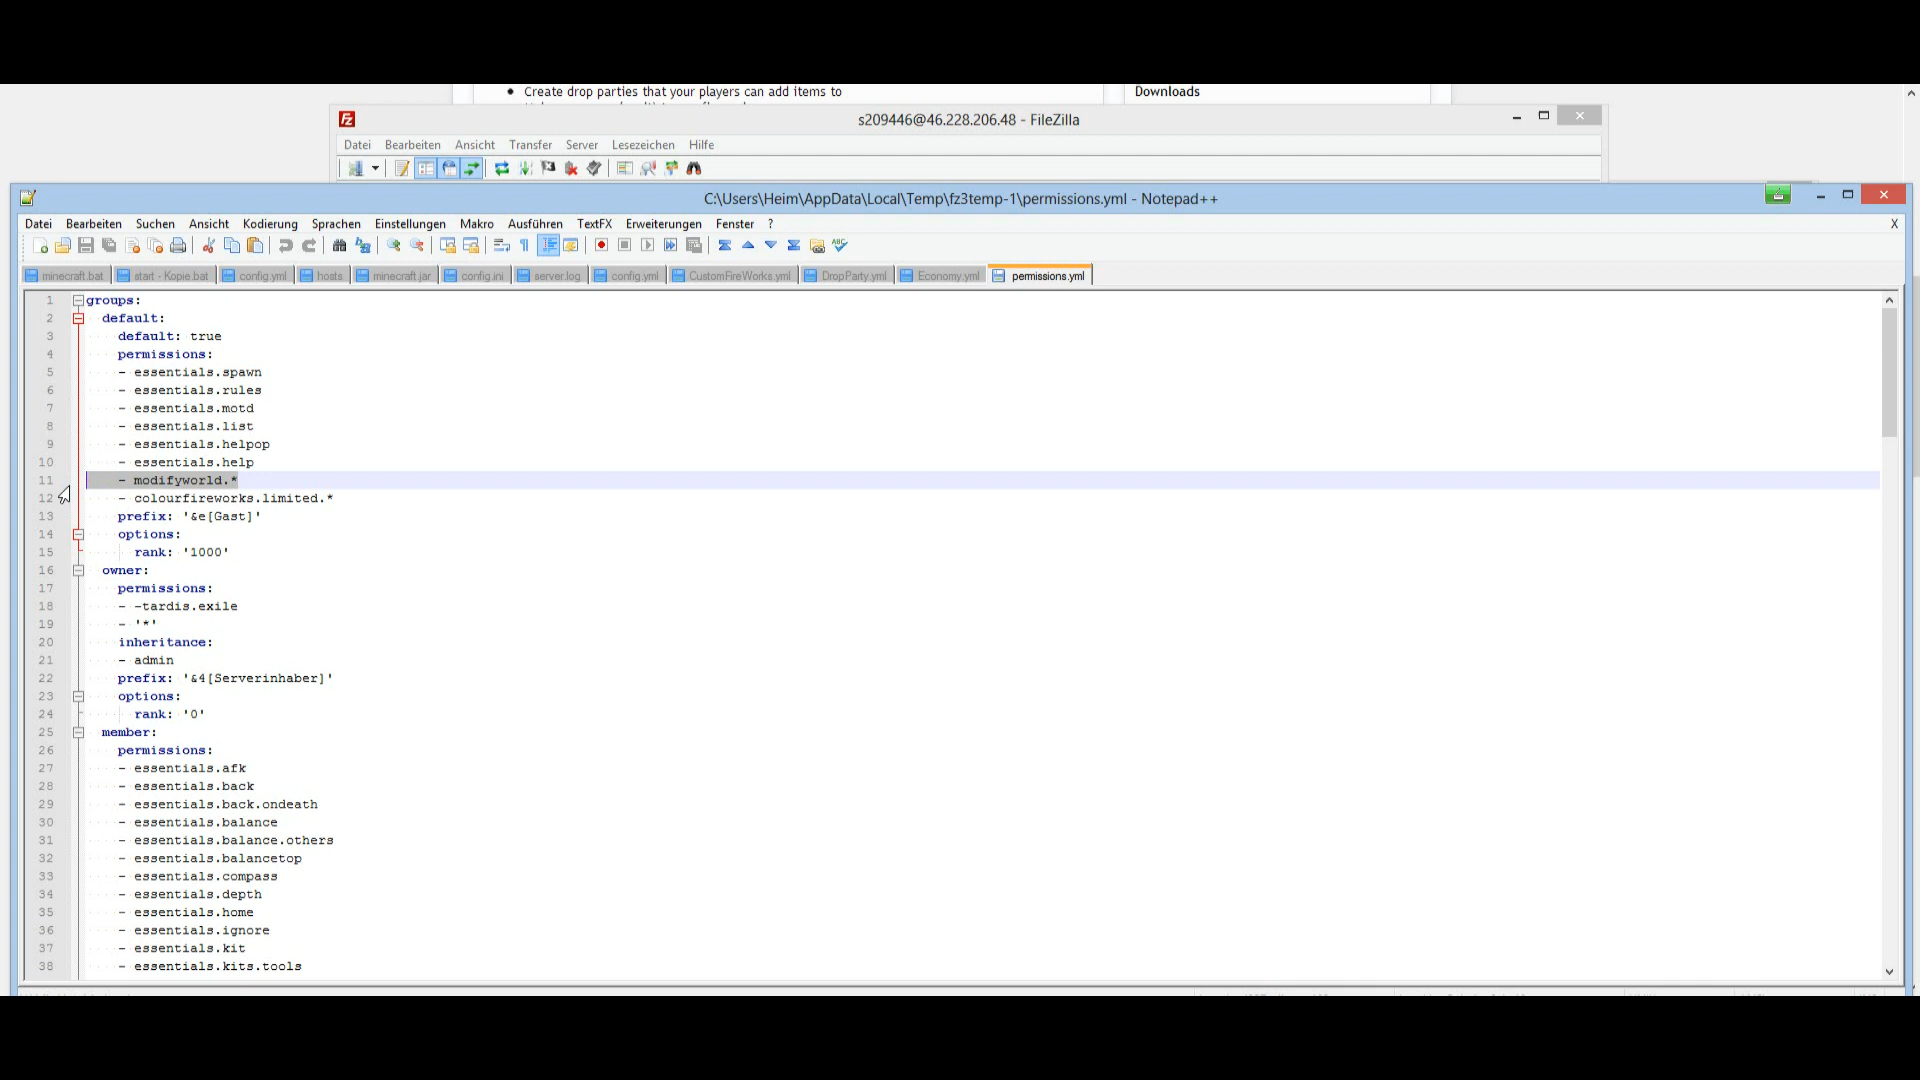 • Create drop parties that your players can add items to
Downloads
s209446@46.228.206.48 - FileZilla
Datei Bearbeiten Ansicht Transfer Server Lesezeichen Hilfe
C:\Users\Heim\AppData\Local\Temp\fz3temp-1\permissions.yml - Notepad++
Datei Bearbeiten Suchen Ansicht Kodierung Sprachen Einstellungen Makro Ausführen TextFX Erweiterungen Fenster ? X
minecraft.bat start - Kopie.bat config.yml hosts minecraft.jar config.ini server.log config.yml CustomFireWorks.yml DropParty.yml Economy.yml permissions.yml
1 groups:
2 default:
3 default: true
4 permissions:
5 - essentials.spawn
6 - essentials.rules
7 - essentials.motd
8 - essentials.list
9 - essentials.helpop
10 - essentials.help
11 - modifyworld.*
12 - colourfireworks.limited.*
13 prefix: '&e[Gast]'
14 options:
15 rank: '1000'
16 owner:
17 permissions:
18 - -tardis.exile
19 - '*'
20 inheritance:
21 - admin
22 prefix: '&4[Serverinhaber]'
23 options:
24 rank: '0'
25 member:
26 permissions:
27 - essentials.afk
28 - essentials.back
29 - essentials.back.ondeath
30 - essentials.balance
31 - essentials.balance.others
32 - essentials.balancetop
33 - essentials.compass
34 - essentials.depth
35 - essentials.home
36 - essentials.ignore
37 - essentials.kit
38 - essentials.kits.tools